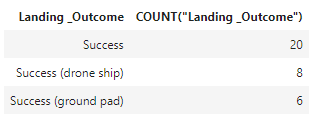 Landing _Outcome COUNT("Landing _Outcome")
Success 20
Success (drone ship) 8
Success (ground pad) 6